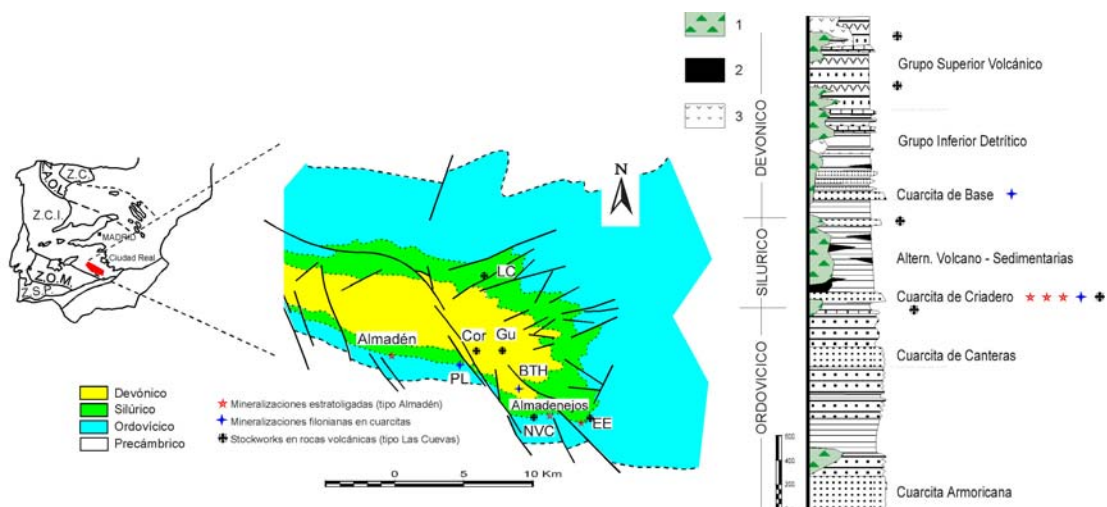 Z.C.
Z.A.O.L.
Z.C.I.
MADRID
Ciudad Real
Z.O.M.
Z.S.P.
N
LC
Almadén
Cor
Gu
PL
BTH
Almadenejos
NVC
EE
Devónico
Silúrico
Ordovícico
Precámbrico
Mineralizaciones estratoligadas (tipo Almadén)
Mineralizaciones filonianas en cuarcitas
Stockworks en rocas volcánicas (tipo Las Cuevas)
0 5 10 Km
1
2
3
DEVONICO
SILURICO
ORDOVICICO
Grupo Superior Volcánico
Grupo Inferior Detrítico
Cuarcita de Base
Altern. Volcano - Sedimentarias
Cuarcita de Criadero
Cuarcita de Canteras
Cuarcita Armoricana
400
200